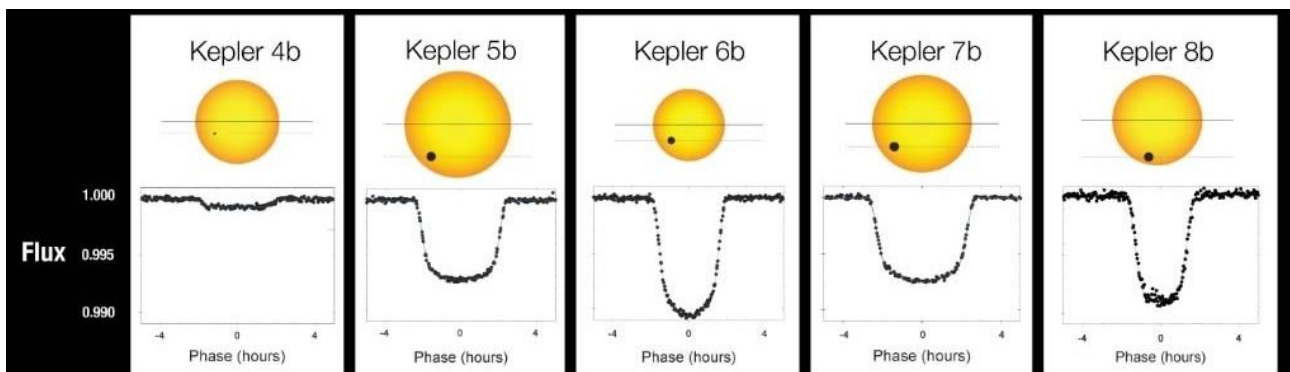 Kepler 4b
Kepler 5b
Kepler 6b
Kepler 7b
Kepler 8b
1.000
Flux 0.995
0.990
-4 0 4
-4 0 4
-4 0 4
-4 0 4
-4 0 4
Phase (hours)
Phase (hours)
Phase (hours)
Phase (hours)
Phase (hours)